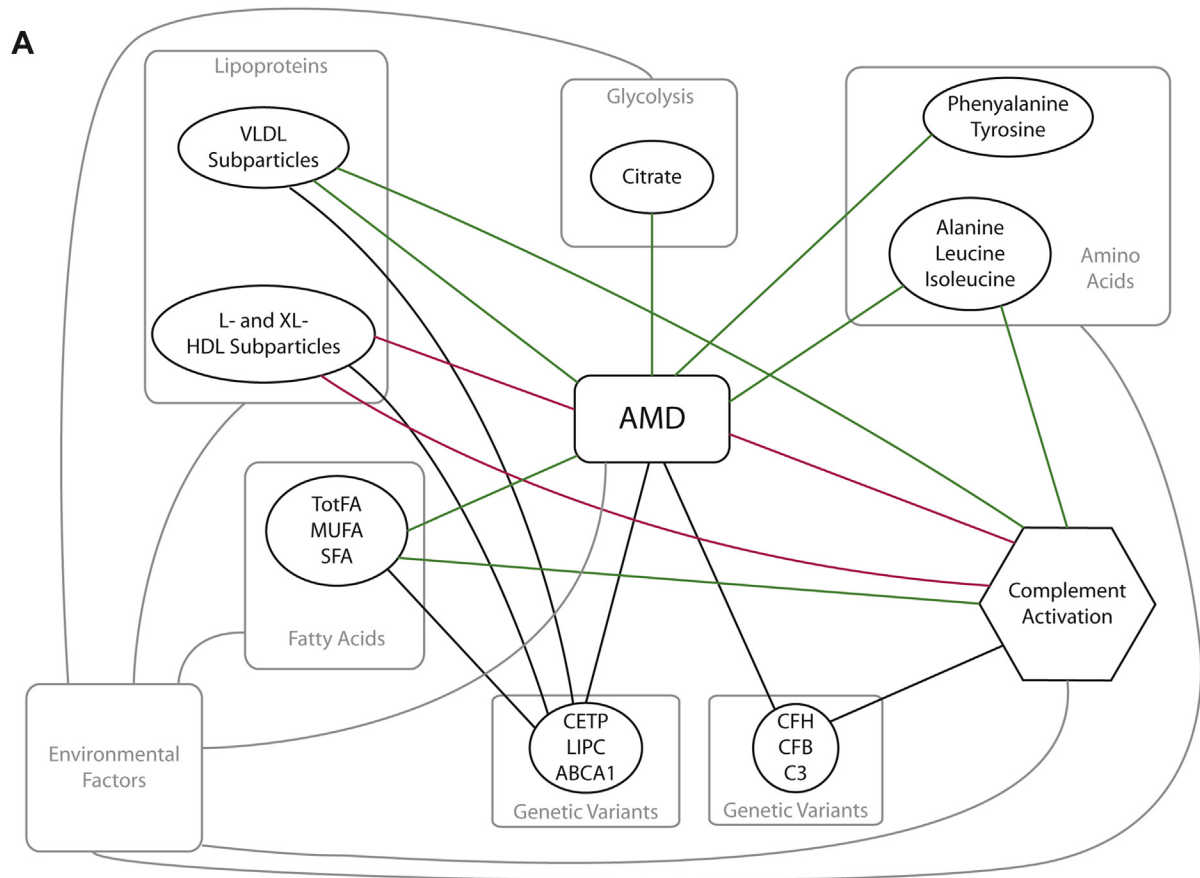 A
Lipoproteins
VLDL
Subparticles
L- and XL-
HDL Subparticles
Glycolysis
Citrate
Phenyalanine
Tyrosine
Alanine
Leucine
Isoleucine
Amino
Acids
AMD
TotFA
MUFA
SFA
Fatty Acids
Complement
Activation
Environmental
Factors
CETP
LIPC
ABCA1
Genetic Variants
CFH
CFB
C3
Genetic Variants